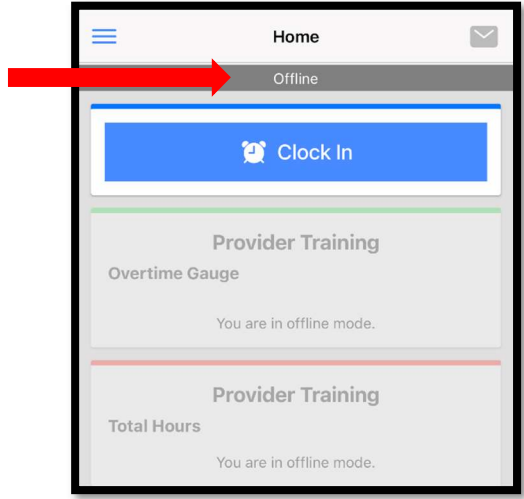 Home
Offline
Clock In
Provider Training
Overtime Gauge
You are in offline mode.
Provider Training
Total Hours
You are in offline mode.